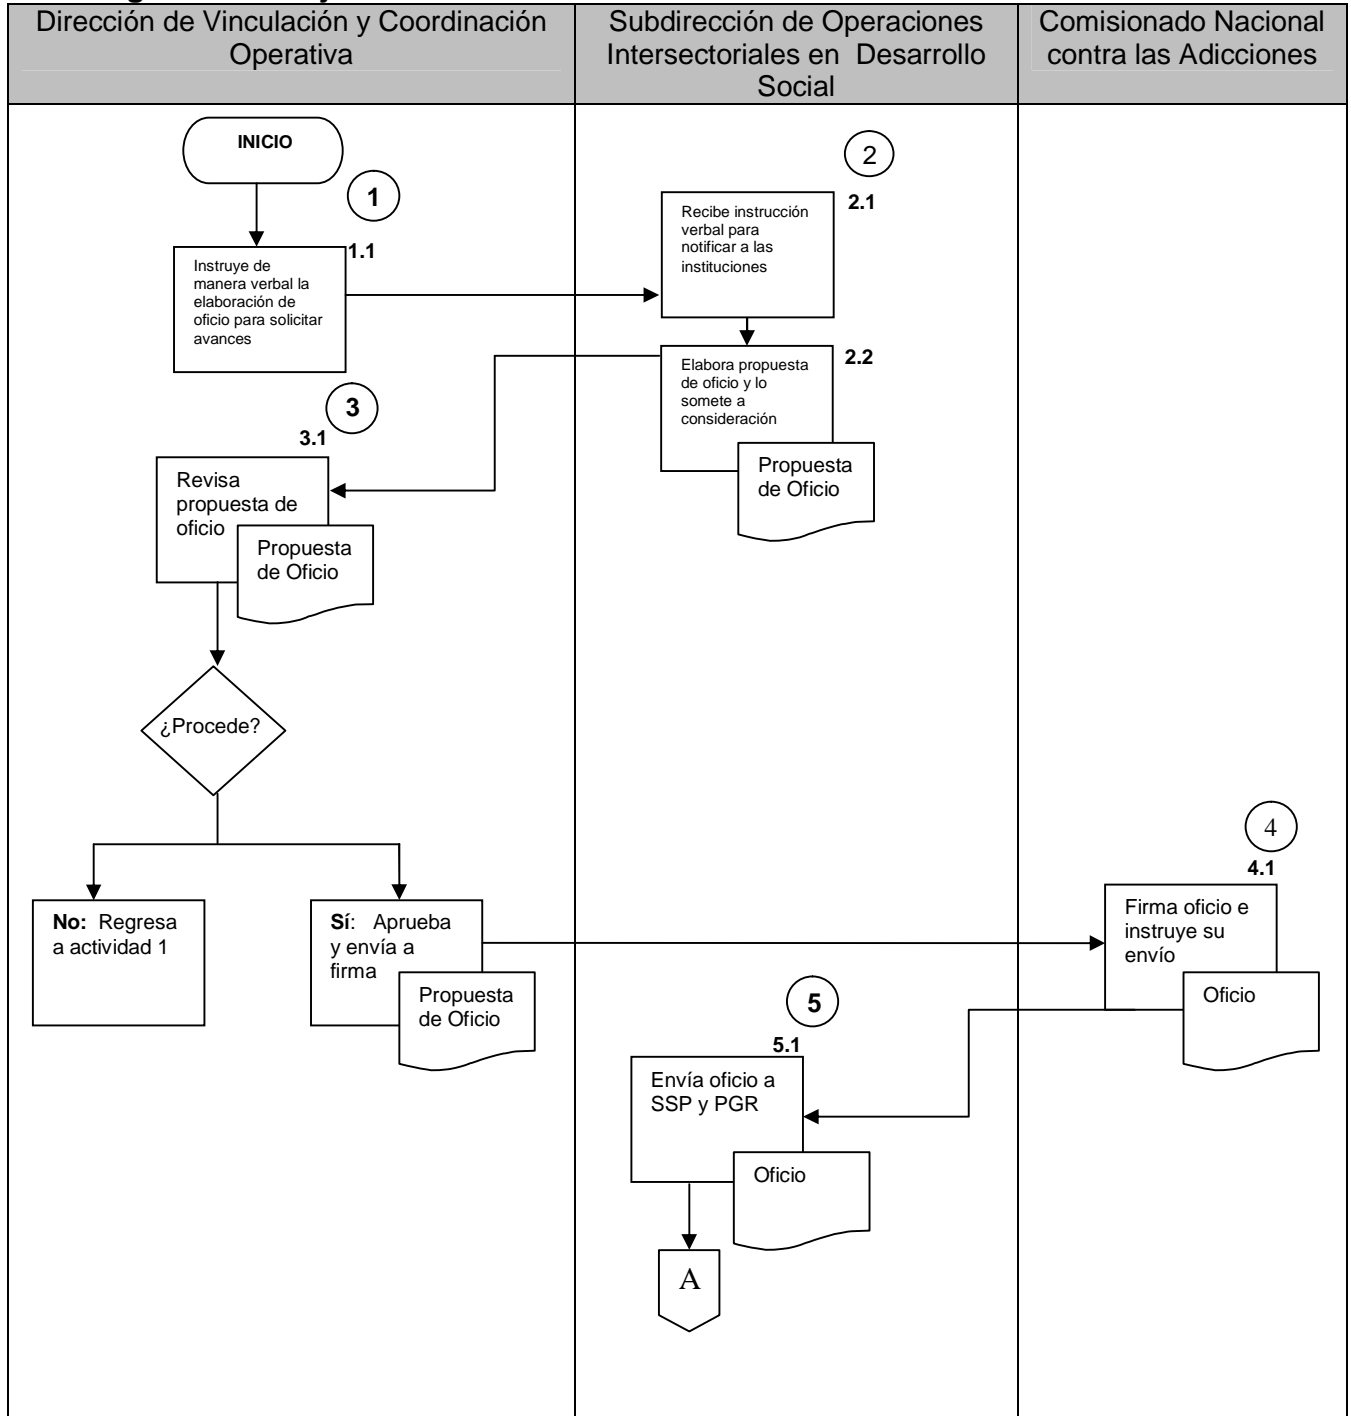 Dirección de Vinculación y Coordinación
Operativa
Subdirección de Operaciones
Intersectoriales en Desarrollo
Social
Comisionado Nacional
contra las Adicciones
INICIO
1
1.1
Instruye de
manera verbal la
elaboración de
oficio para solicitar
avances
2
2.1
Recibe instrucción
verbal para
notificar a las
instituciones
2.2
Elabora propuesta
de oficio y lo
somete a
consideración
Propuesta
de Oficio
3
3.1
Revisa
propuesta de
oficio
Propuesta
de Oficio
¿Procede?
No: Regresa
a actividad 1
Sí: Aprueba
y envía a
firma
Propuesta
de Oficio
4
4.1
Firma oficio e
instruye su
envío
Oficio
5
5.1
Envía oficio a
SSP y PGR
Oficio
A